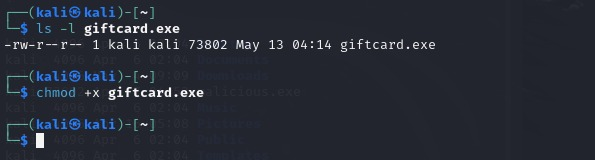 ┌──(kali㉿kali)-[~]
└─$ ls -l giftcard.exe
-rw-r--r-- 1 kali kali 73802 May 13 04:14 giftcard.exe
┌──(kali㉿kali)-[~]
└─$ chmod +x giftcard.exe
┌──(kali㉿kali)-[~]
└─$